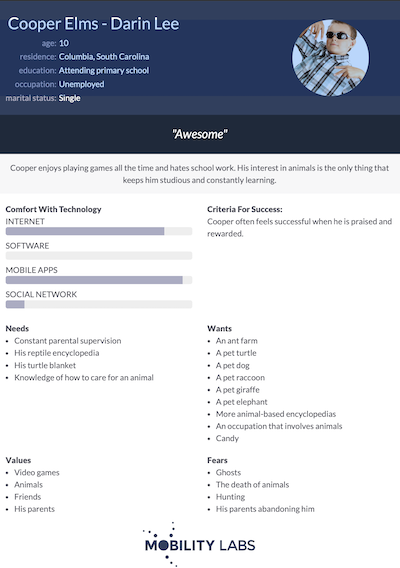 Cooper Elms - Darin Lee
age: 10
residence: Columbia, South Carolina
education: Attending primary school
occupation: Unemployed
marital status: Single
"Awesome"
Cooper enjoys playing games all the time and hates school work. His interest in animals is the only thing that
keeps him studious and constantly learning.
Comfort With Technology
INTERNET
SOFTWARE
MOBILE APPS
SOCIAL NETWORK
Criteria For Success:
Cooper often feels successful when he is praised and
rewarded.
Needs
• Constant parental supervision
• His reptile encyclopedia
• His turtle blanket
• Knowledge of how to care for an animal
Wants
• An ant farm
• A pet turtle
• A pet dog
• A pet raccoon
• A pet giraffe
• A pet elephant
• More animal-based encyclopedias
• An occupation that involves animals
• Candy
Values
• Video games
• Animals
• Friends
• His parents
Fears
• Ghosts
• The death of animals
• Hunting
• His parents abandoning him
MOBILITY LABS